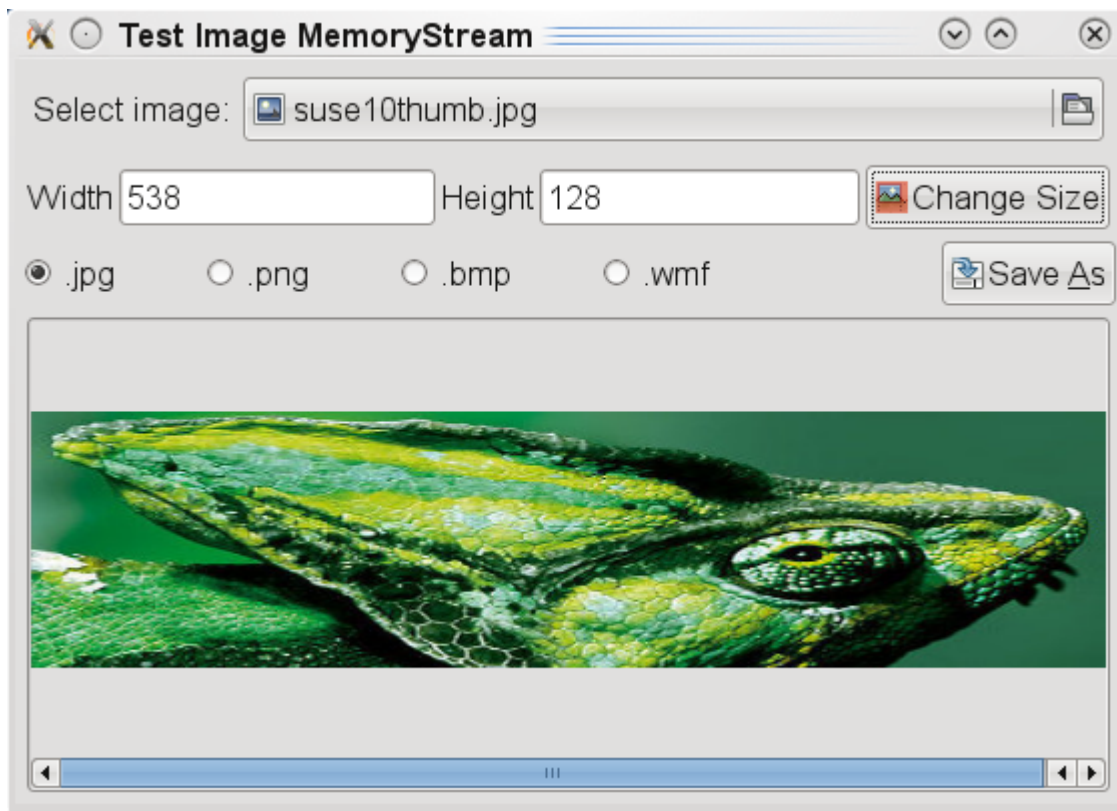 Test Image MemoryStream
Select image: suse10thumb.jpg
Width 538 Height 128 Change Size
.jpg .png .bmp .wmf Save As